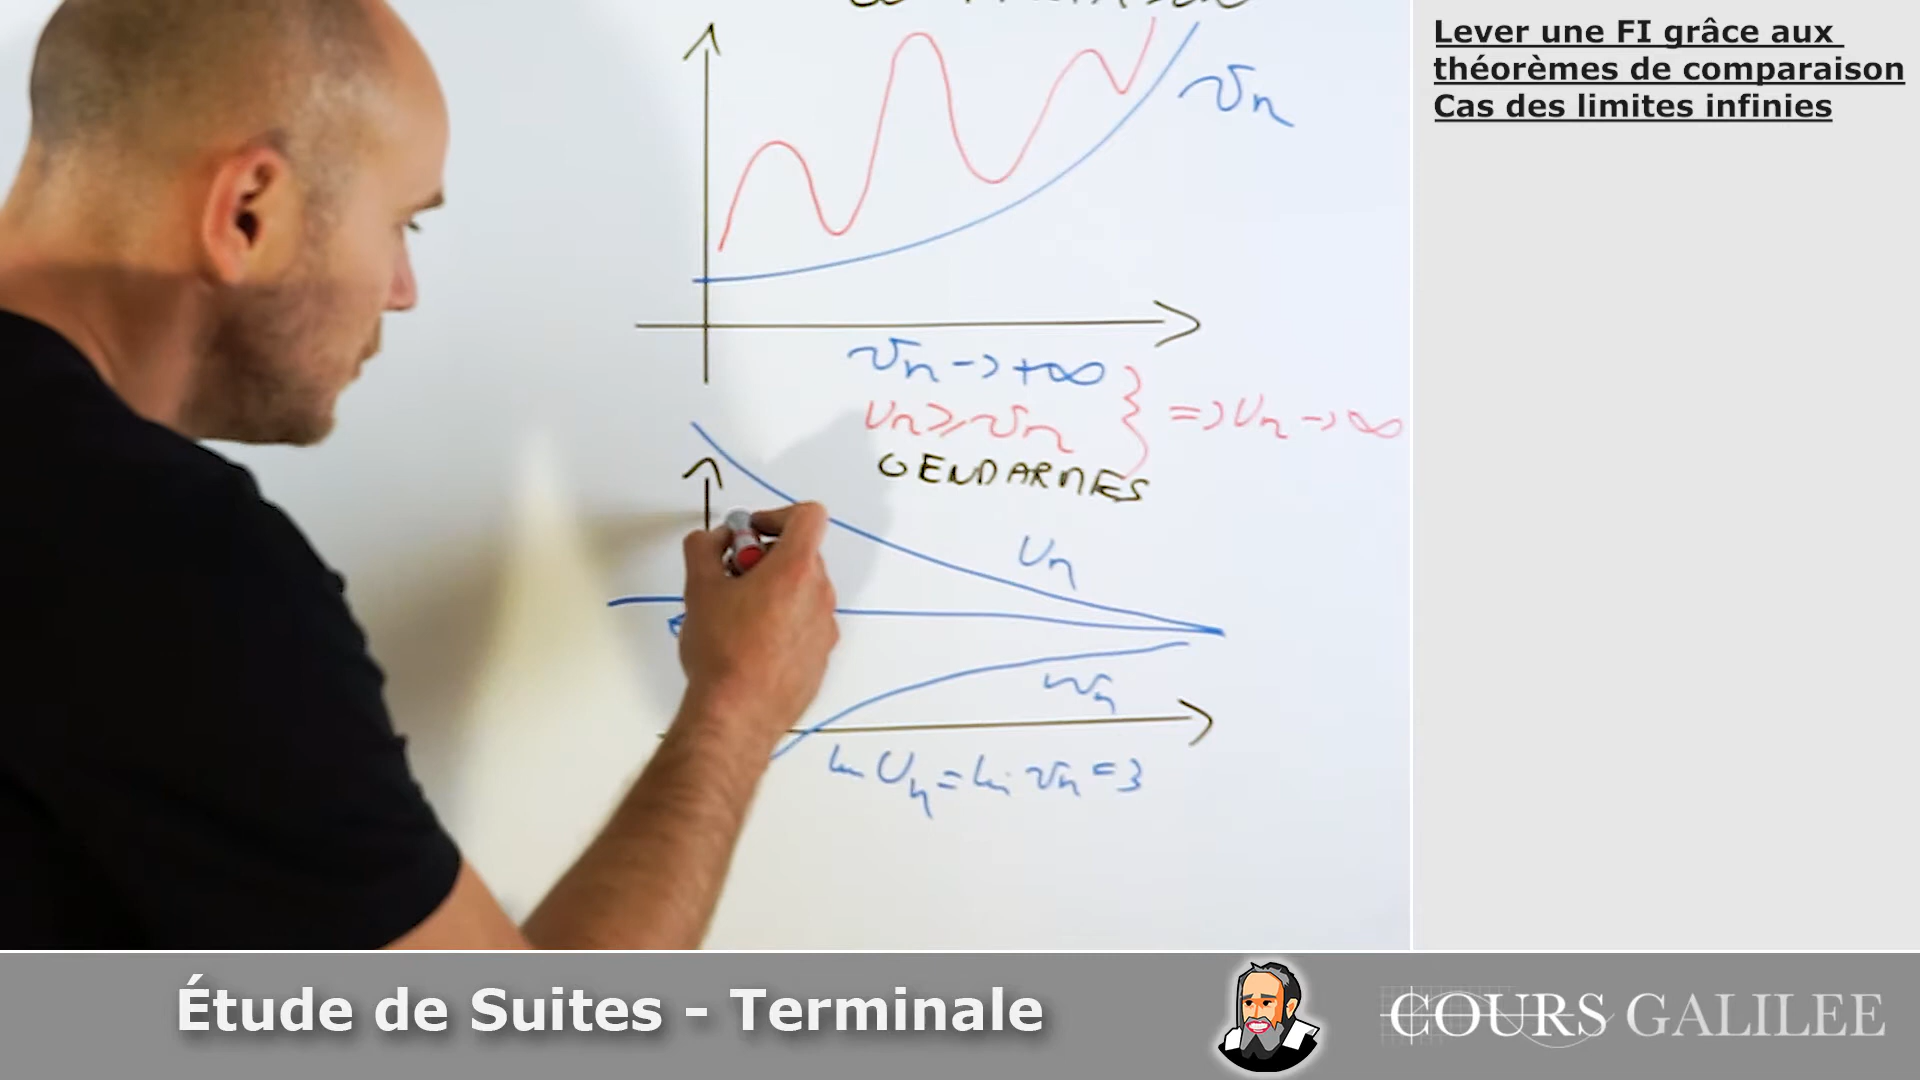 Lever une FI grâce aux
théorèmes de comparaison
Cas des limites infinies
vn
vn -> +∞
Un ≥ vn } => Un -> ∞
GENDARMES
Un
lim Un = lim vn = 3
Étude de Suites - Terminale
COURS GALILEE